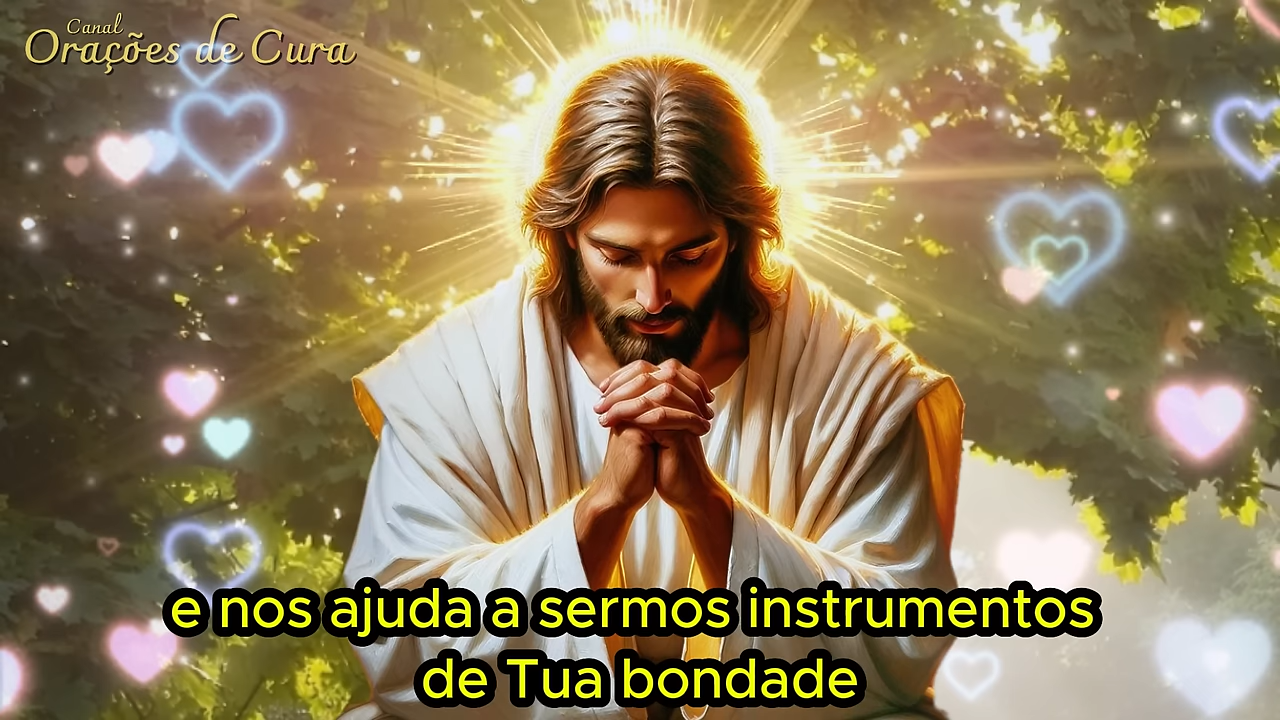 Canal
Orações de Cura
e nos ajuda a sermos instrumentos
de Tua bondade